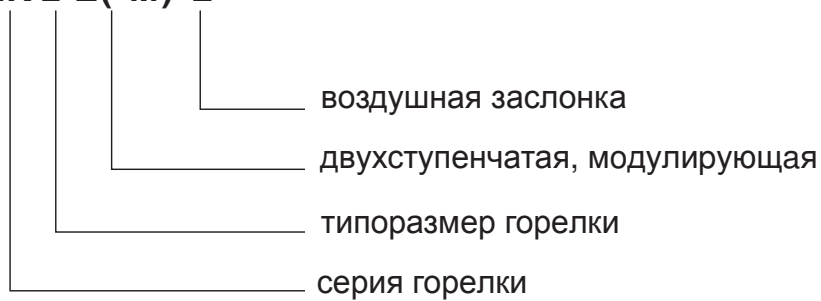 воздушная заслонка
двухступенчатая, модулирующая
типоразмер горелки
серия горелки